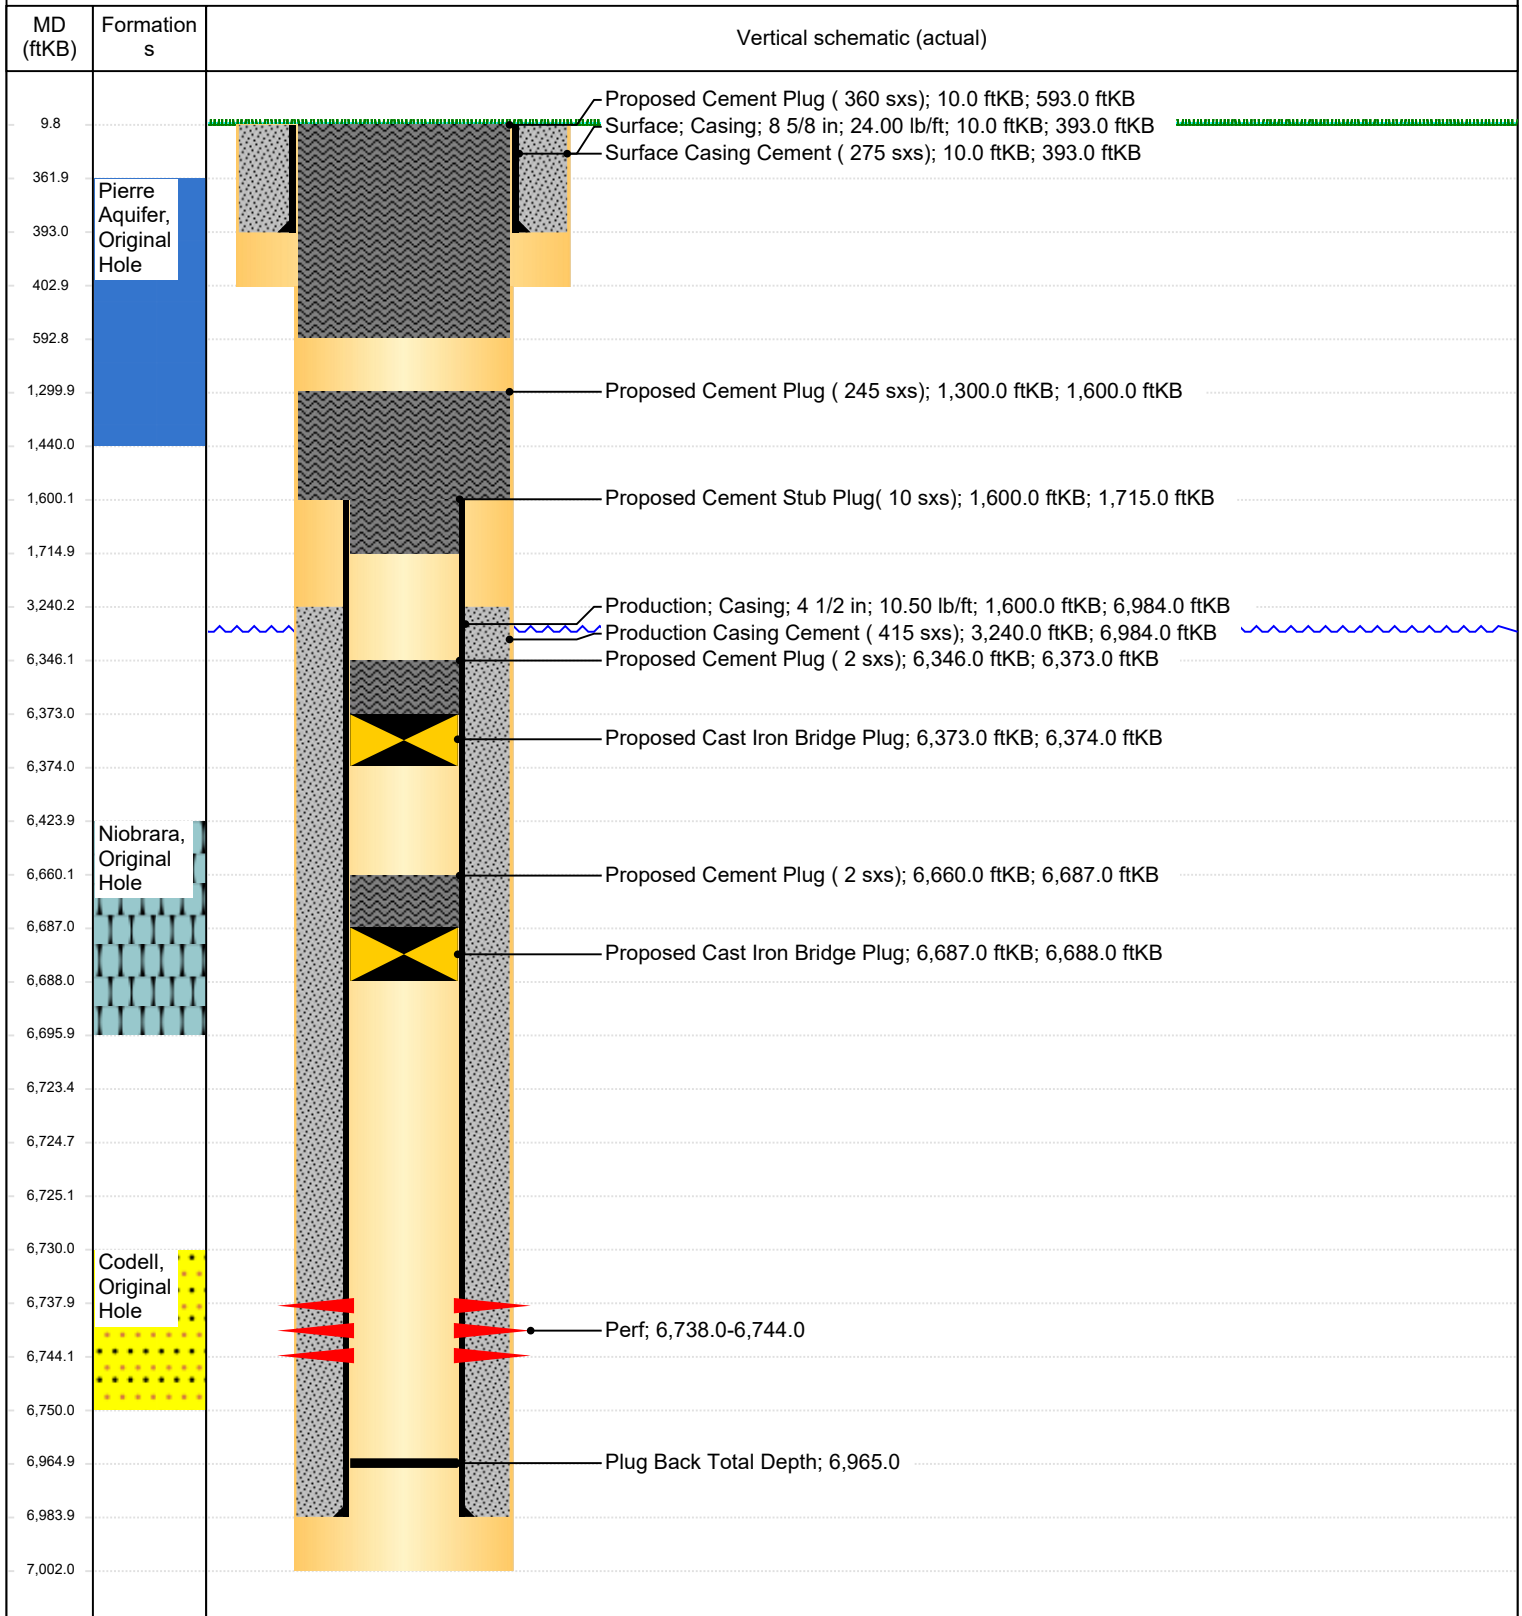 MD
(ftKB)
Formation
s
Vertical schematic (actual)
Proposed Cement Plug ( 360 sxs); 10.0 ftKB; 593.0 ftKB
9.8
Surface; Casing; 8 5/8 in; 24.00 lb/ft; 10.0 ftKB; 393.0 ftKB
Surface Casing Cement ( 275 sxs); 10.0 ftKB; 393.0 ftKB
361.9
Pierre
Aquifer,
Original
Hole
393.0
402.9
592.8
1,299.9
Proposed Cement Plug ( 245 sxs); 1,300.0 ftKB; 1,600.0 ftKB
1,440.0
1,600.1
Proposed Cement Stub Plug( 10 sxs); 1,600.0 ftKB; 1,715.0 ftKB
1,714.9
3,240.2
Production; Casing; 4 1/2 in; 10.50 lb/ft; 1,600.0 ftKB; 6,984.0 ftKB
Production Casing Cement ( 415 sxs); 3,240.0 ftKB; 6,984.0 ftKB
6,346.1
Proposed Cement Plug ( 2 sxs); 6,346.0 ftKB; 6,373.0 ftKB
6,373.0
Proposed Cast Iron Bridge Plug; 6,373.0 ftKB; 6,374.0 ftKB
6,374.0
6,423.9
Niobrara,
Original
Hole
6,660.1
Proposed Cement Plug ( 2 sxs); 6,660.0 ftKB; 6,687.0 ftKB
6,687.0
Proposed Cast Iron Bridge Plug; 6,687.0 ftKB; 6,688.0 ftKB
6,688.0
6,695.9
6,723.4
6,724.7
6,725.1
6,730.0
Codell,
Original
Hole
6,737.9
Perf; 6,738.0-6,744.0
6,744.1
6,750.0
6,964.9
Plug Back Total Depth; 6,965.0
6,983.9
7,002.0